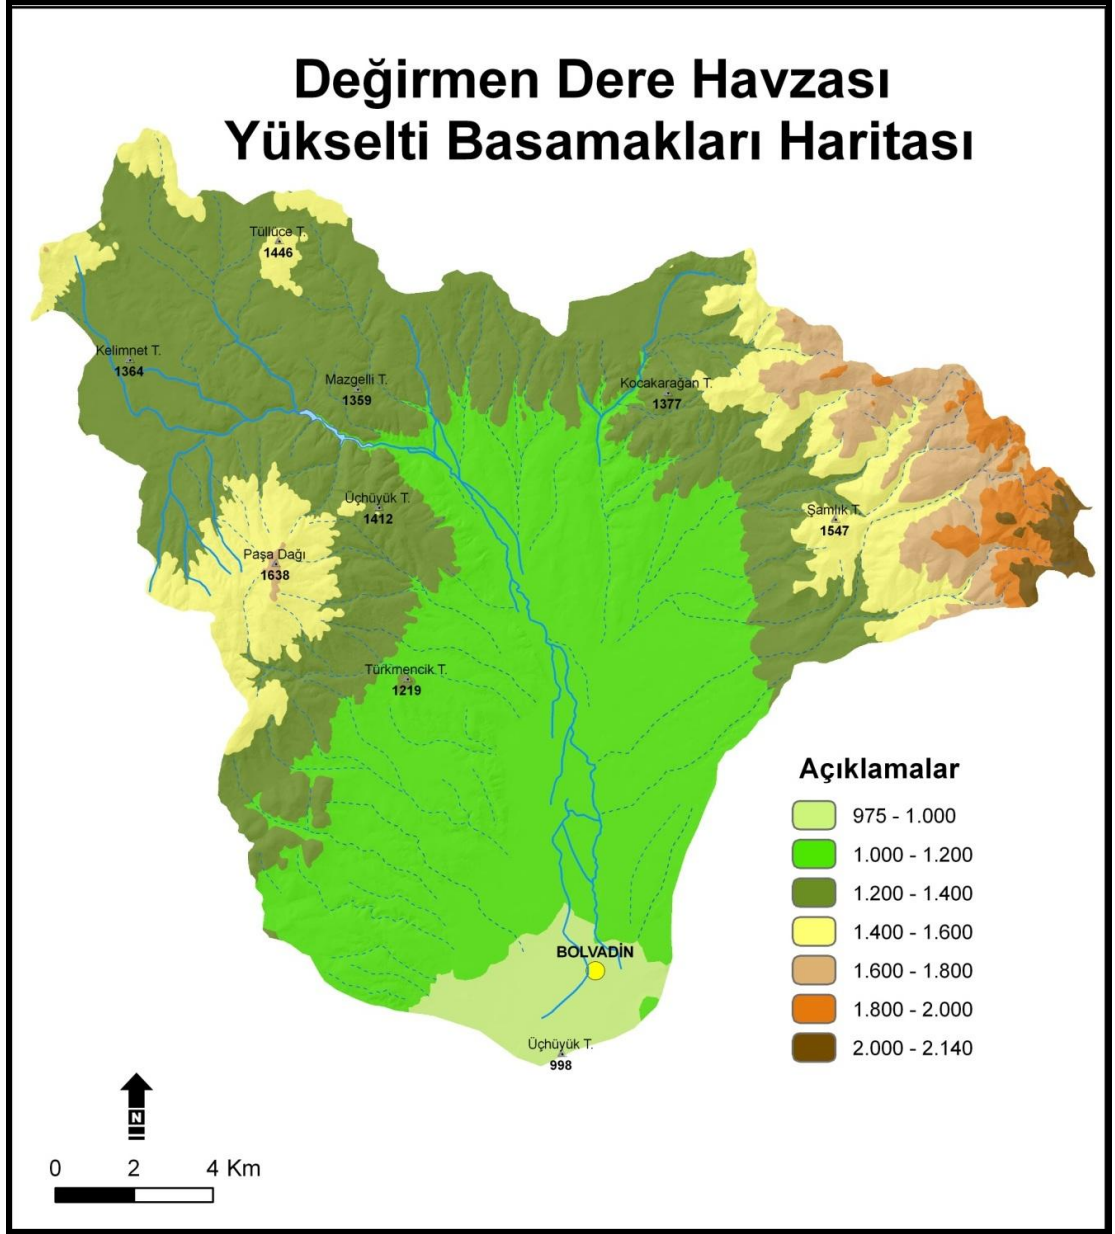 Değirmen Dere Havzası
Yükselti Basamakları Haritası
Tüllüce T.
1446
Kelimnet T.
1364
Mazgelli T.
1359
Kocakarağan T.
1377
Üçhüyük T.
1412
Şamlık T.
1547
Paşa Dağı
1638
Türkmencik T.
1219
BOLVADİN
Üçhüyük T.
998
Açıklamalar
975 - 1.000
1.000 - 1.200
1.200 - 1.400
1.400 - 1.600
1.600 - 1.800
1.800 - 2.000
2.000 - 2.140
N
0 2 4 Km